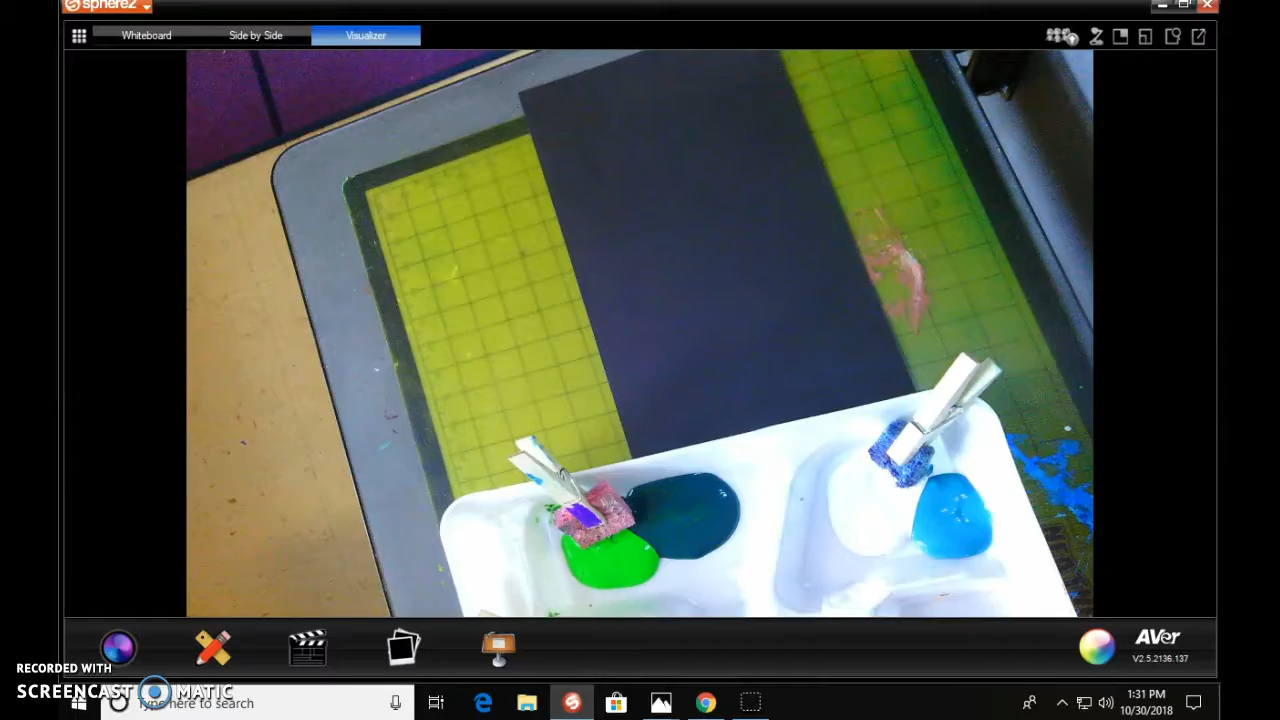 sphere2
Whiteboard
Side by Side
Visualizer
AVer
V2.5.2136.137
RECORDED WITH
SCREENCAST MATIC
Type here to search
1:31 PM
10/30/2018